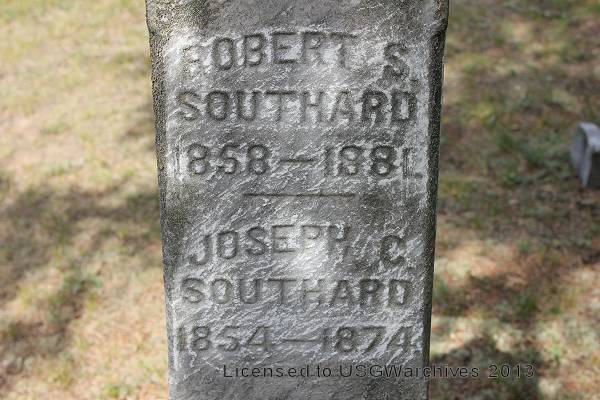 ROBERT S.
SOUTHARD
1858—1881.
JOSEPH C.
SOUTHARD
1854—1874.
Licensed to USGWarchives 2013